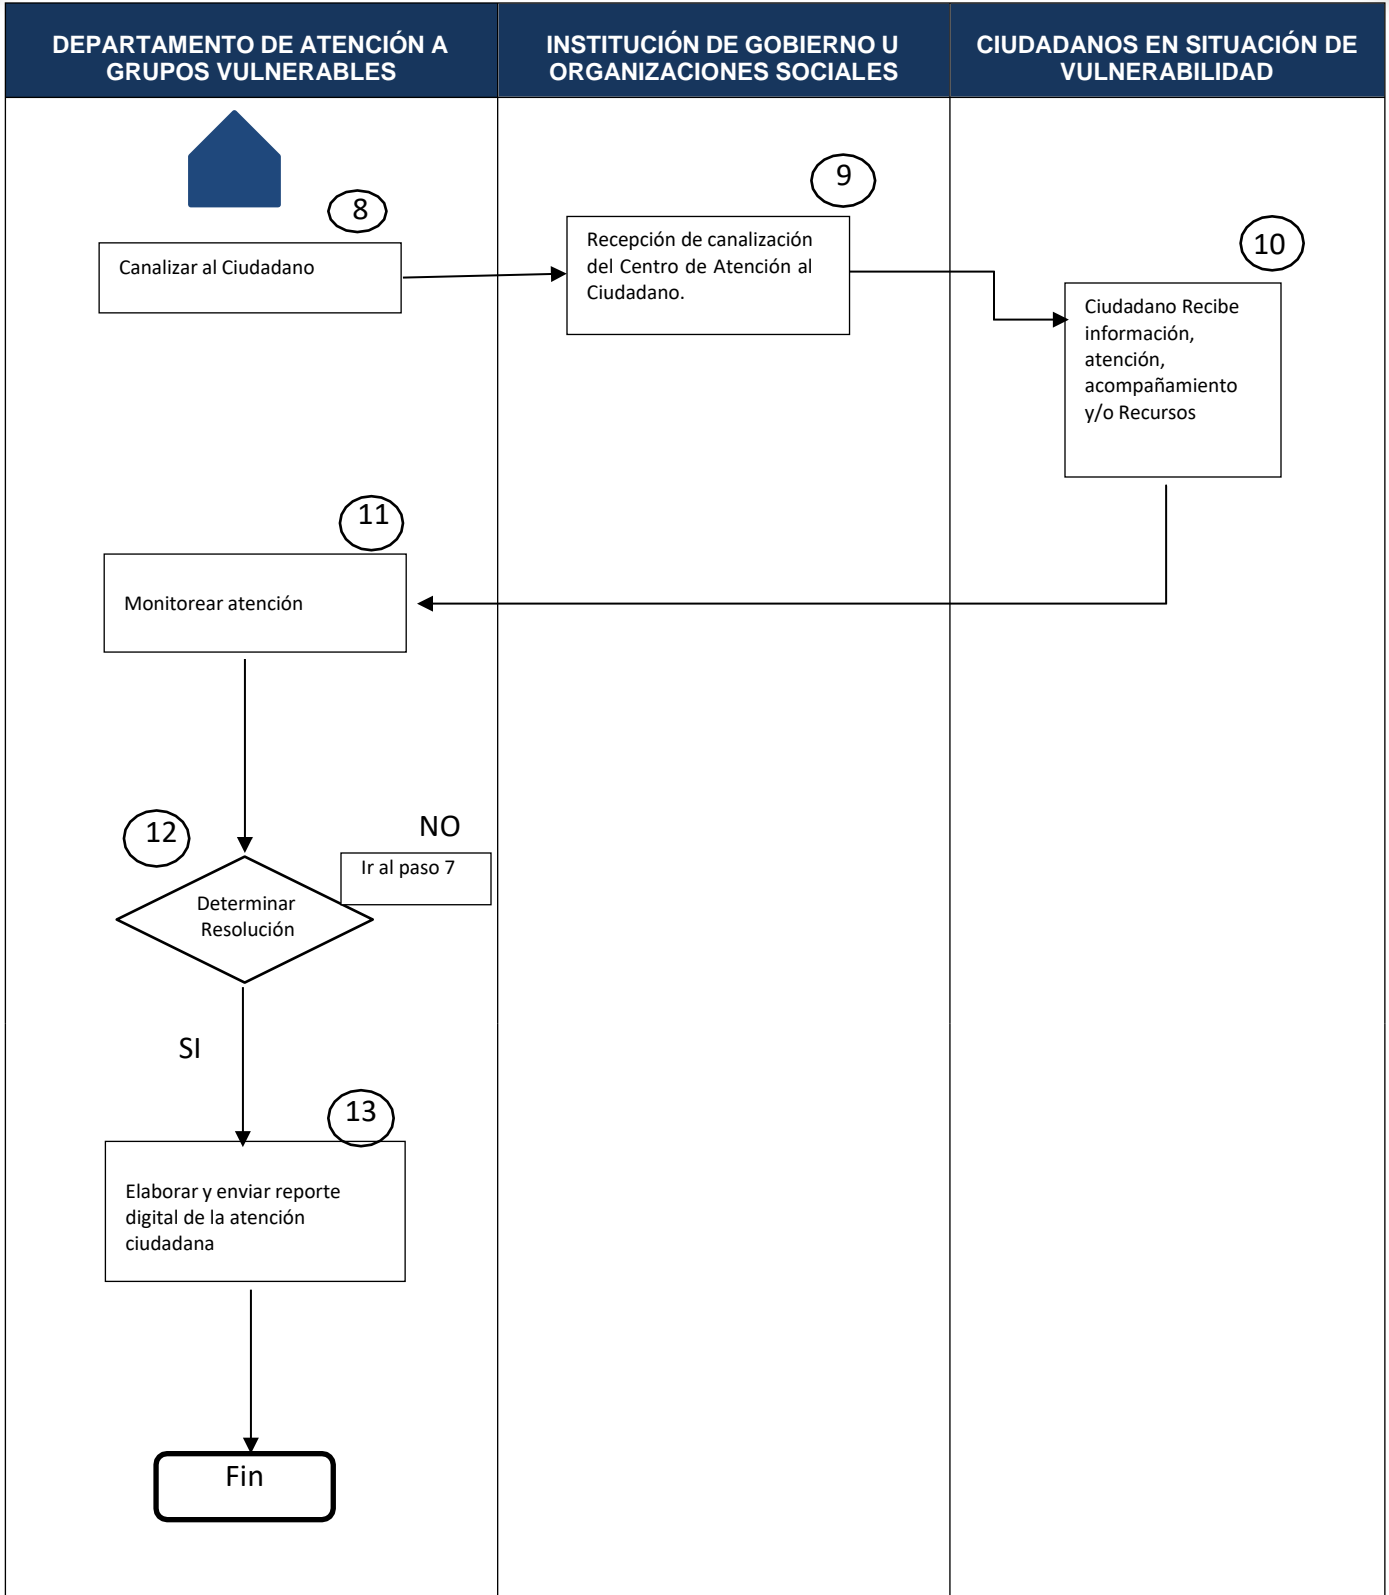 DEPARTAMENTO DE ATENCIÓN A
GRUPOS VULNERABLES
INSTITUCIÓN DE GOBIERNO U
ORGANIZACIONES SOCIALES
CIUDADANOS EN SITUACIÓN DE
VULNERABILIDAD
8
Canalizar al Ciudadano
9
Recepción de canalización
del Centro de Atención al
Ciudadano.
10
Ciudadano Recibe
información,
atención,
acompañamiento
y/o Recursos
11
Monitorear atención
12
NO
Ir al paso 7
Determinar
Resolución
SI
13
Elaborar y enviar reporte
digital de la atención
ciudadana
Fin